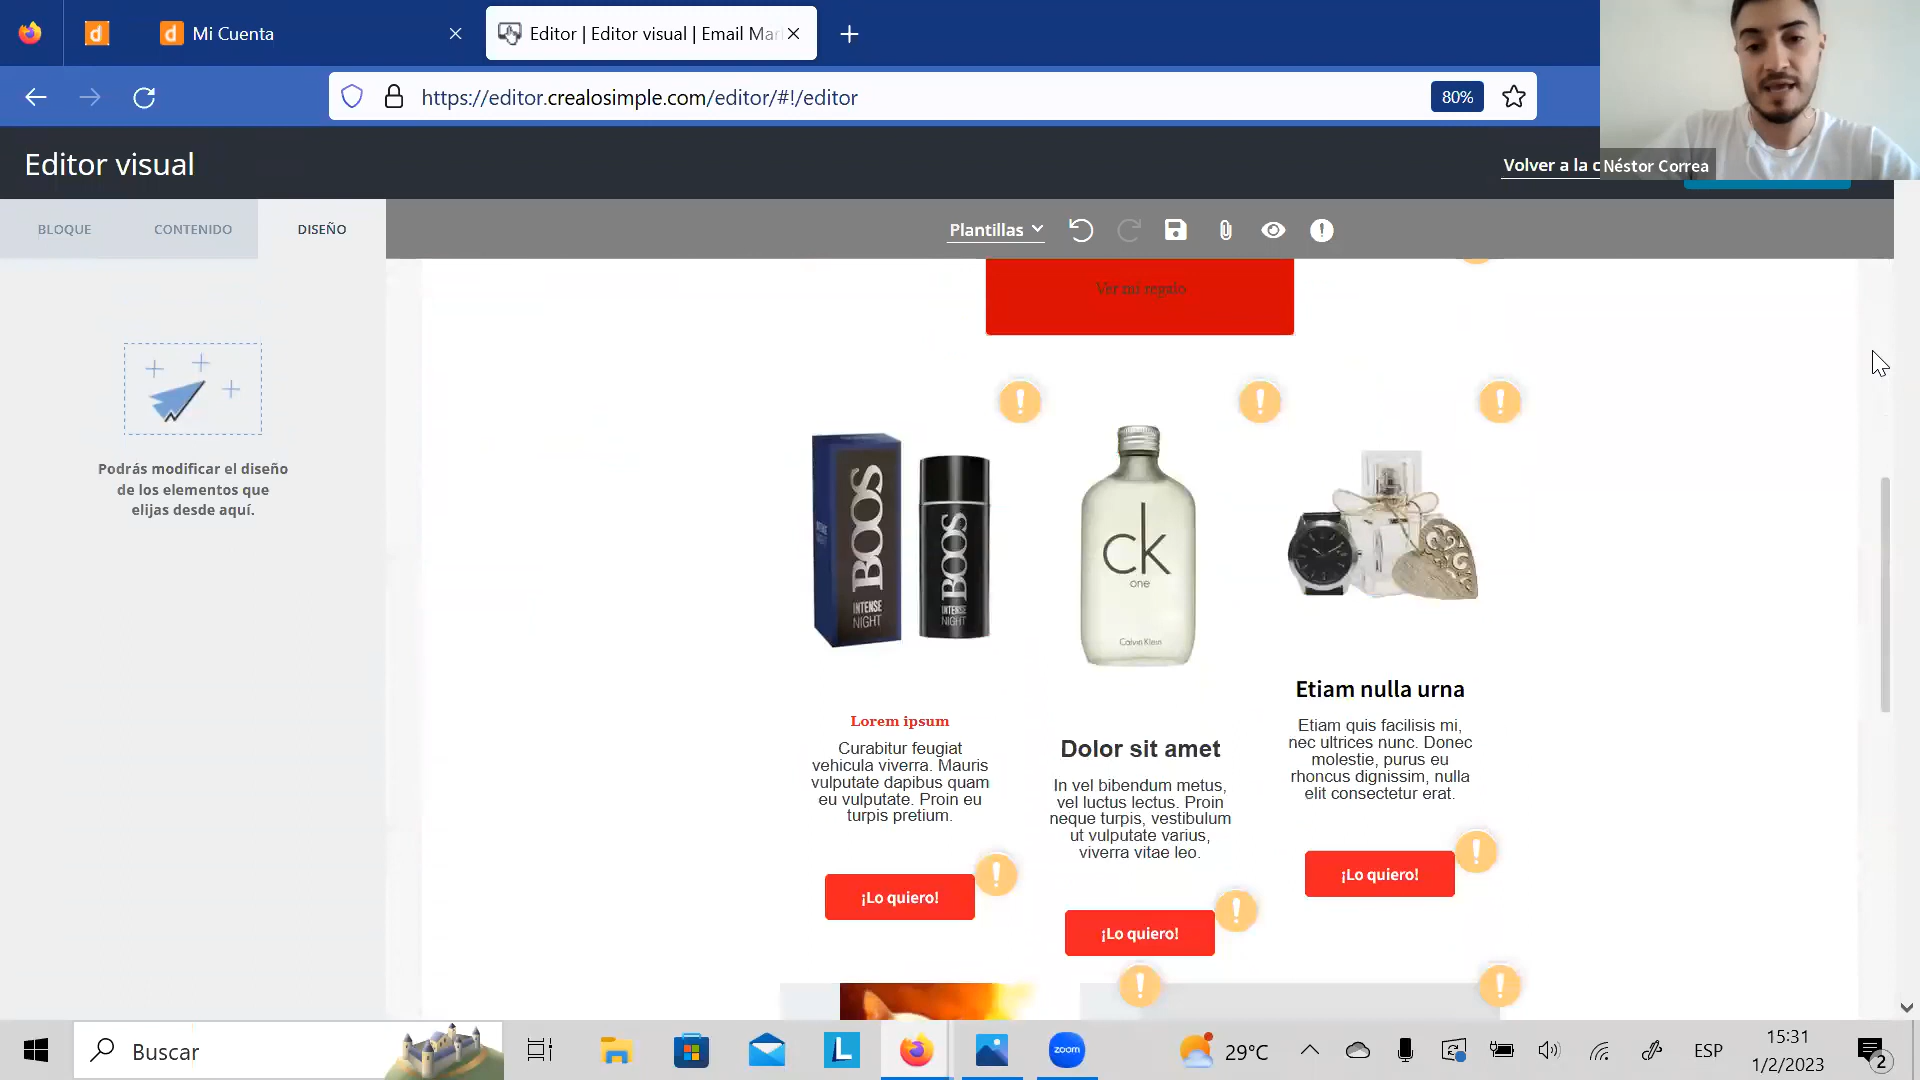 Mi Cuenta
Editor | Editor visual | Email Mar
https://editor.crealosimple.com/editor/#!/editor
80%
Editor visual
Volver a la c
Néstor Correa
BLOQUE
CONTENIDO
DISEÑO
Plantillas
Podrás modificar el diseño
de los elementos que
elijas desde aquí.
Ver mi regalo
BOOS
INTENSE
NIGHT
BOOS
INTENSE
NIGHT
ck
one
Calvin Klein
Lorem ipsum
Curabitur feugiat
vehicula viverra. Mauris
vulputate dapibus quam
eu vulputate. Proin eu
turpis pretium.
¡Lo quiero!
Dolor sit amet
In vel bibendum metus,
vel luctus lectus. Proin
neque turpis, vestibulum
ut vulputate varius,
viverra vitae leo.
¡Lo quiero!
Etiam nulla urna
Etiam quis facilisis mi,
nec ultrices nunc. Donec
molestie, purus eu
rhoncus dignissim, nulla
elit consectetur erat.
¡Lo quiero!
Buscar
L
zoom
29°C
ESP
15:31
1/2/2023
2